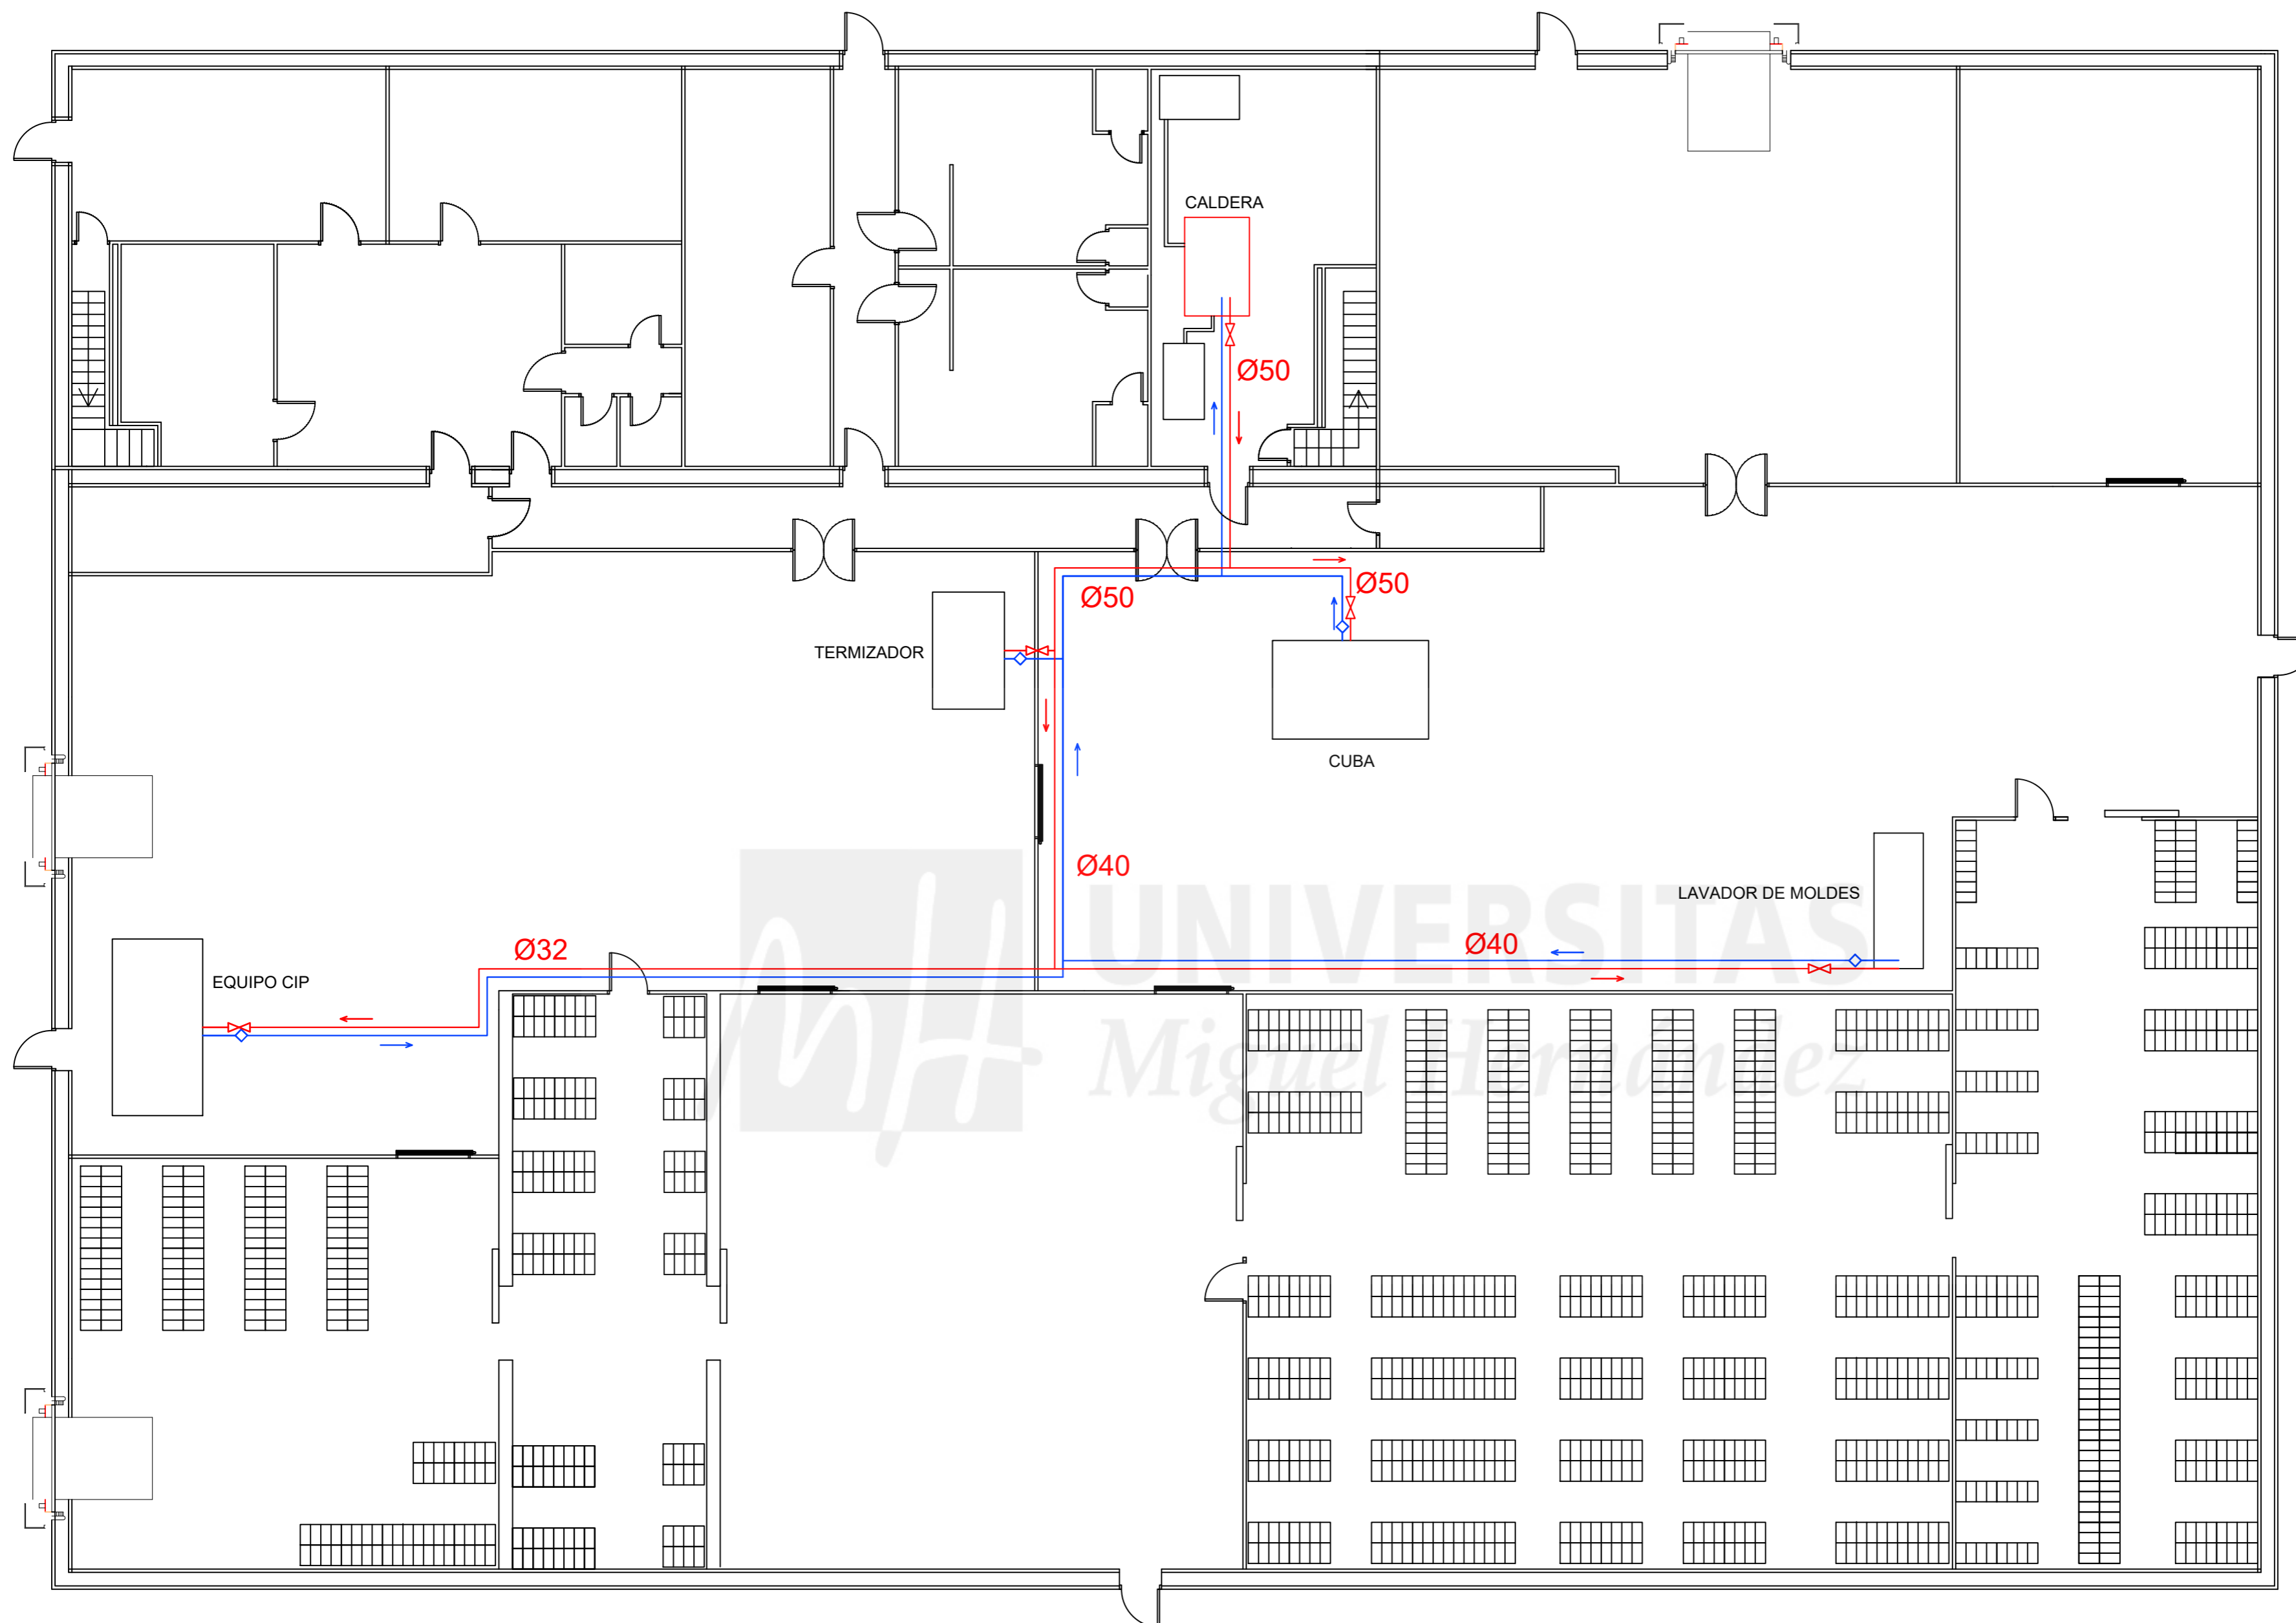 CALDERA
Ø50
Ø50
Ø50
TERMIZADOR
CUBA
Ø40
UNIVERSITAS
LAVADOR DE MOLDES
Ø32
Ø40
EQUIPO CIP
Miguel Hernández